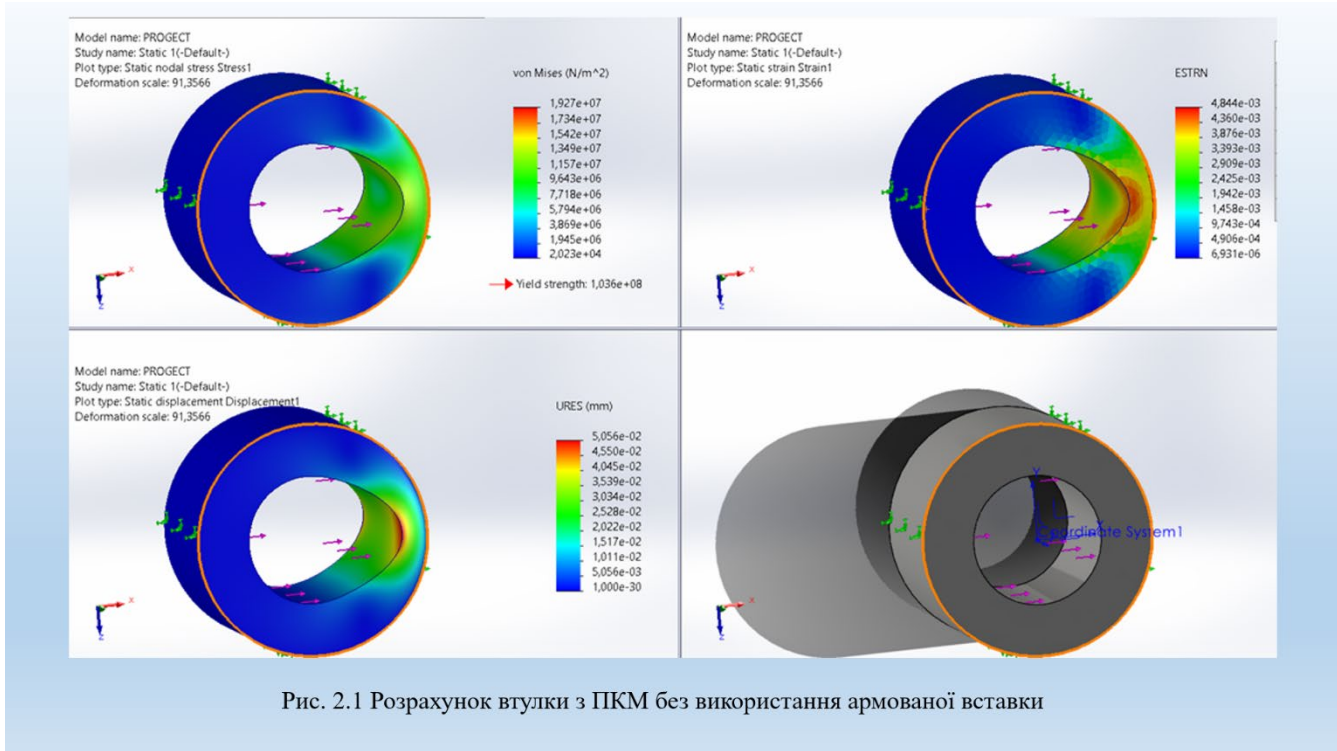 Model name: PROGECT
Study name: Static 1(-Default-)
Plot type: Static nodal stress Stress1
Deformation scale: 91,3566
von Mises (N/m^2)
1,927e+07
1,734e+07
1,542e+07
1,349e+07
1,157e+07
9,643e+06
7,718e+06
5,794e+06
3,869e+06
1,945e+06
2,023e+04
Yield strength: 1,036e+08
X
Z
Model name: PROGECT
Study name: Static 1(-Default-)
Plot type: Static strain Strain1
Deformation scale: 91,3566
ESTRN
4,844e-03
4,360e-03
3,876e-03
3,393e-03
2,909e-03
2,425e-03
1,942e-03
1,458e-03
9,743e-04
4,906e-04
6,931e-06
X
Z
Model name: PROGECT
Study name: Static 1(-Default-)
Plot type: Static displacement Displacement1
Deformation scale: 91,3566
URES (mm)
5,056e-02
4,550e-02
4,045e-02
3,539e-02
3,034e-02
2,528e-02
2,022e-02
1,517e-02
1,011e-02
5,056e-03
1,000e-30
X
Z
Y
Coordinate System1
X
Z
Рис. 2.1 Розрахунок втулки з ПКМ без використання армованої вставки